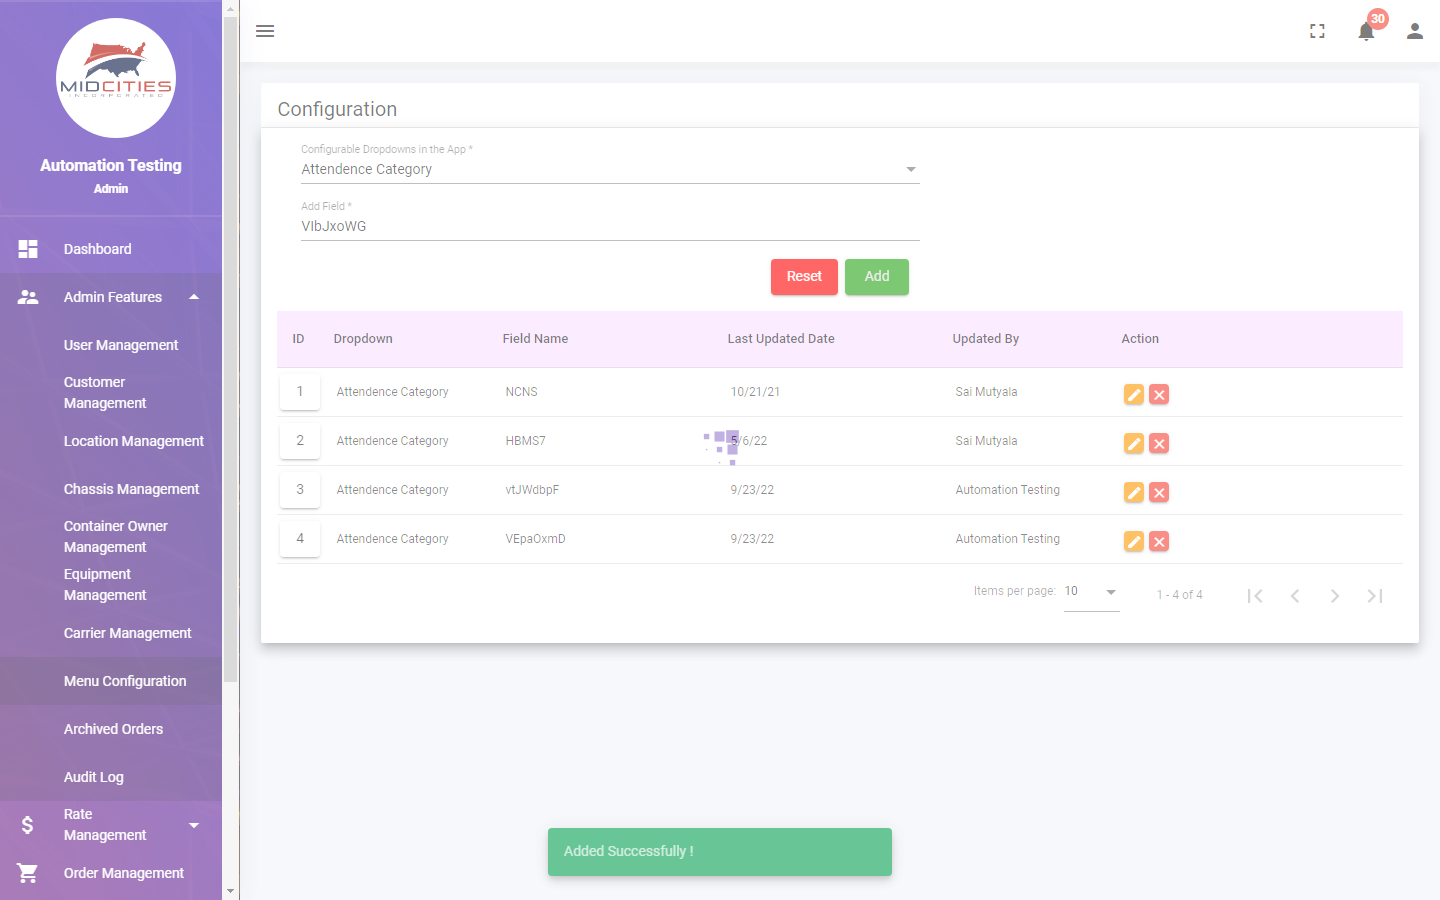 MIDCITIES
INCORPORATED
Automation Testing
Admin
Dashboard
Admin Features
User Management
Customer
Management
Location Management
Chassis Management
Container Owner
Management
Equipment
Management
Carrier Management
Menu Configuration
Archived Orders
Audit Log
Rate
Management
Order Management
30
Configuration
Configurable Dropdowns in the App *
Attendence Category
Add Field *
VIbJxoWG
Reset Add
ID Dropdown Field Name Last Updated Date Updated By Action
1 Attendence Category NCNS 10/21/21 Sai Mutyala
2 Attendence Category HBMS7 5/6/22 Sai Mutyala
3 Attendence Category vtJWdbpF 9/23/22 Automation Testing
4 Attendence Category VEpaOxmD 9/23/22 Automation Testing
Items per page: 10 1 - 4 of 4
Added Successfully !